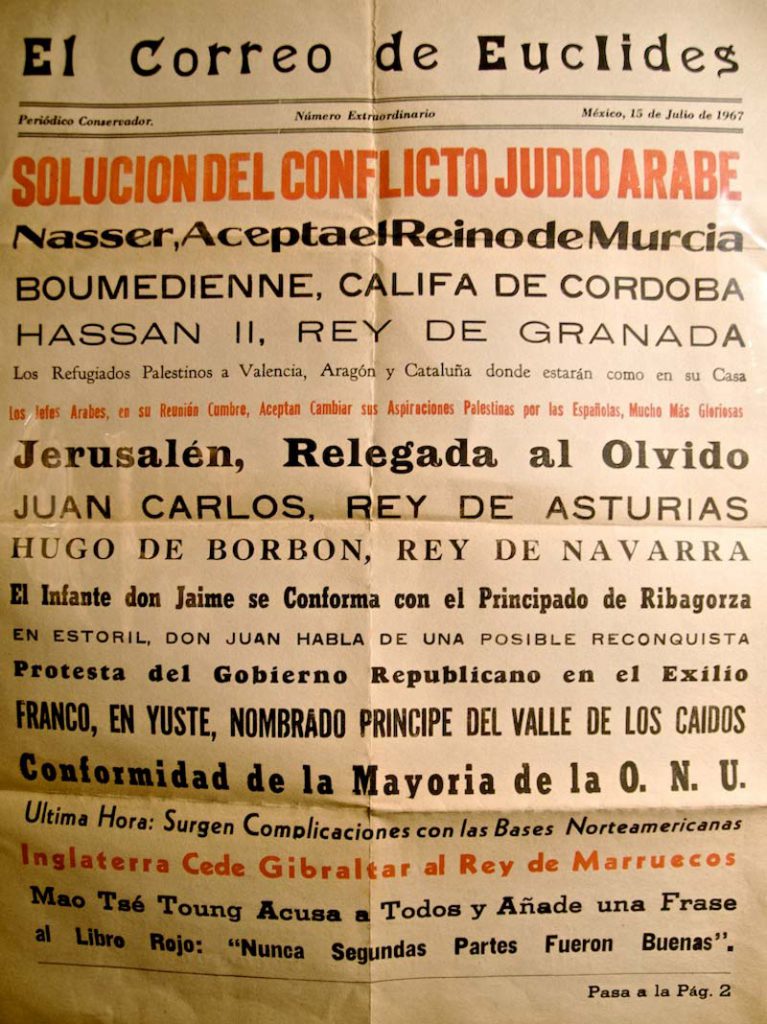 El Correo de Euclides
Periódico Conservador. Número Extraordinario México, 15 de Julio de 1967
SOLUCION DEL CONFLICTO JUDIO ARABE
Nasser, Acepta el Reino de Murcia
BOUMEDIENNE, CALIFA DE CORDOBA
HASSAN II, REY DE GRANADA
Los Refugiados Palestinos a Valencia, Aragón y Cataluña donde estarán como en su Casa
Los Jefes Arabes, en su Reunión Cumbre, Aceptan Cambiar sus Aspiraciones Palestinas por las Españolas, Mucho Más Gloriosas
Jerusalén, Relegada al Olvido
JUAN CARLOS, REY DE ASTURIAS
HUGO DE BORBON, REY DE NAVARRA
El Infante don Jaime se Conforma con el Principado de Ribagorza
EN ESTORIL, DON JUAN HABLA DE UNA POSIBLE RECONQUISTA
Protesta del Gobierno Republicano en el Exilio
FRANCO, EN YUSTE, NOMBRADO PRINCIPE DEL VALLE DE LOS CAIDOS
Conformidad de la Mayoria de la O. N. U.
Ultima Hora: Surgen Complicaciones con las Bases Norteamericanas
Inglaterra Cede Gibraltar al Rey de Marruecos
Mao Tsé Toung Acusa a Todos y Añade una Frase
al Libro Rojo: "Nunca Segundas Partes Fueron Buenas".
Pasa a la Pág. 2